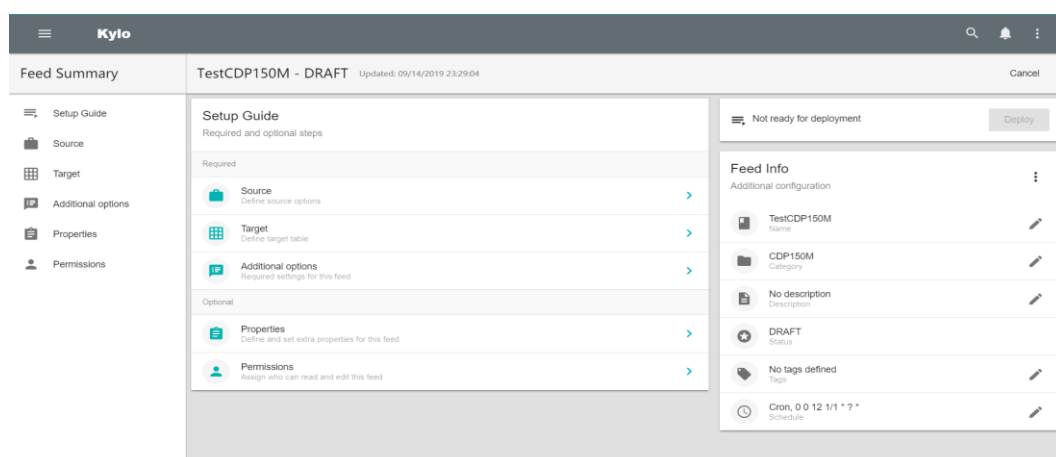 Kylo
Feed Summary
TestCDP150M - DRAFT Updated: 09/14/2019 23:29:04
Cancel
Setup Guide
Source
Target
Additional options
Properties
Permissions
Setup Guide
Required and optional steps
Required
Source
Define source options
Target
Define target table
Additional options
Required settings for this feed
Optional
Properties
Define and set extra properties for this feed
Permissions
Assign who can read and edit this feed
Not ready for deployment
Deploy
Feed Info
Additional configuration
TestCDP150M
Name
CDP150M
Category
No description
Description
DRAFT
Status
No tags defined
Tags
Cron, 0 0 12 1/1 * ? *
Schedule